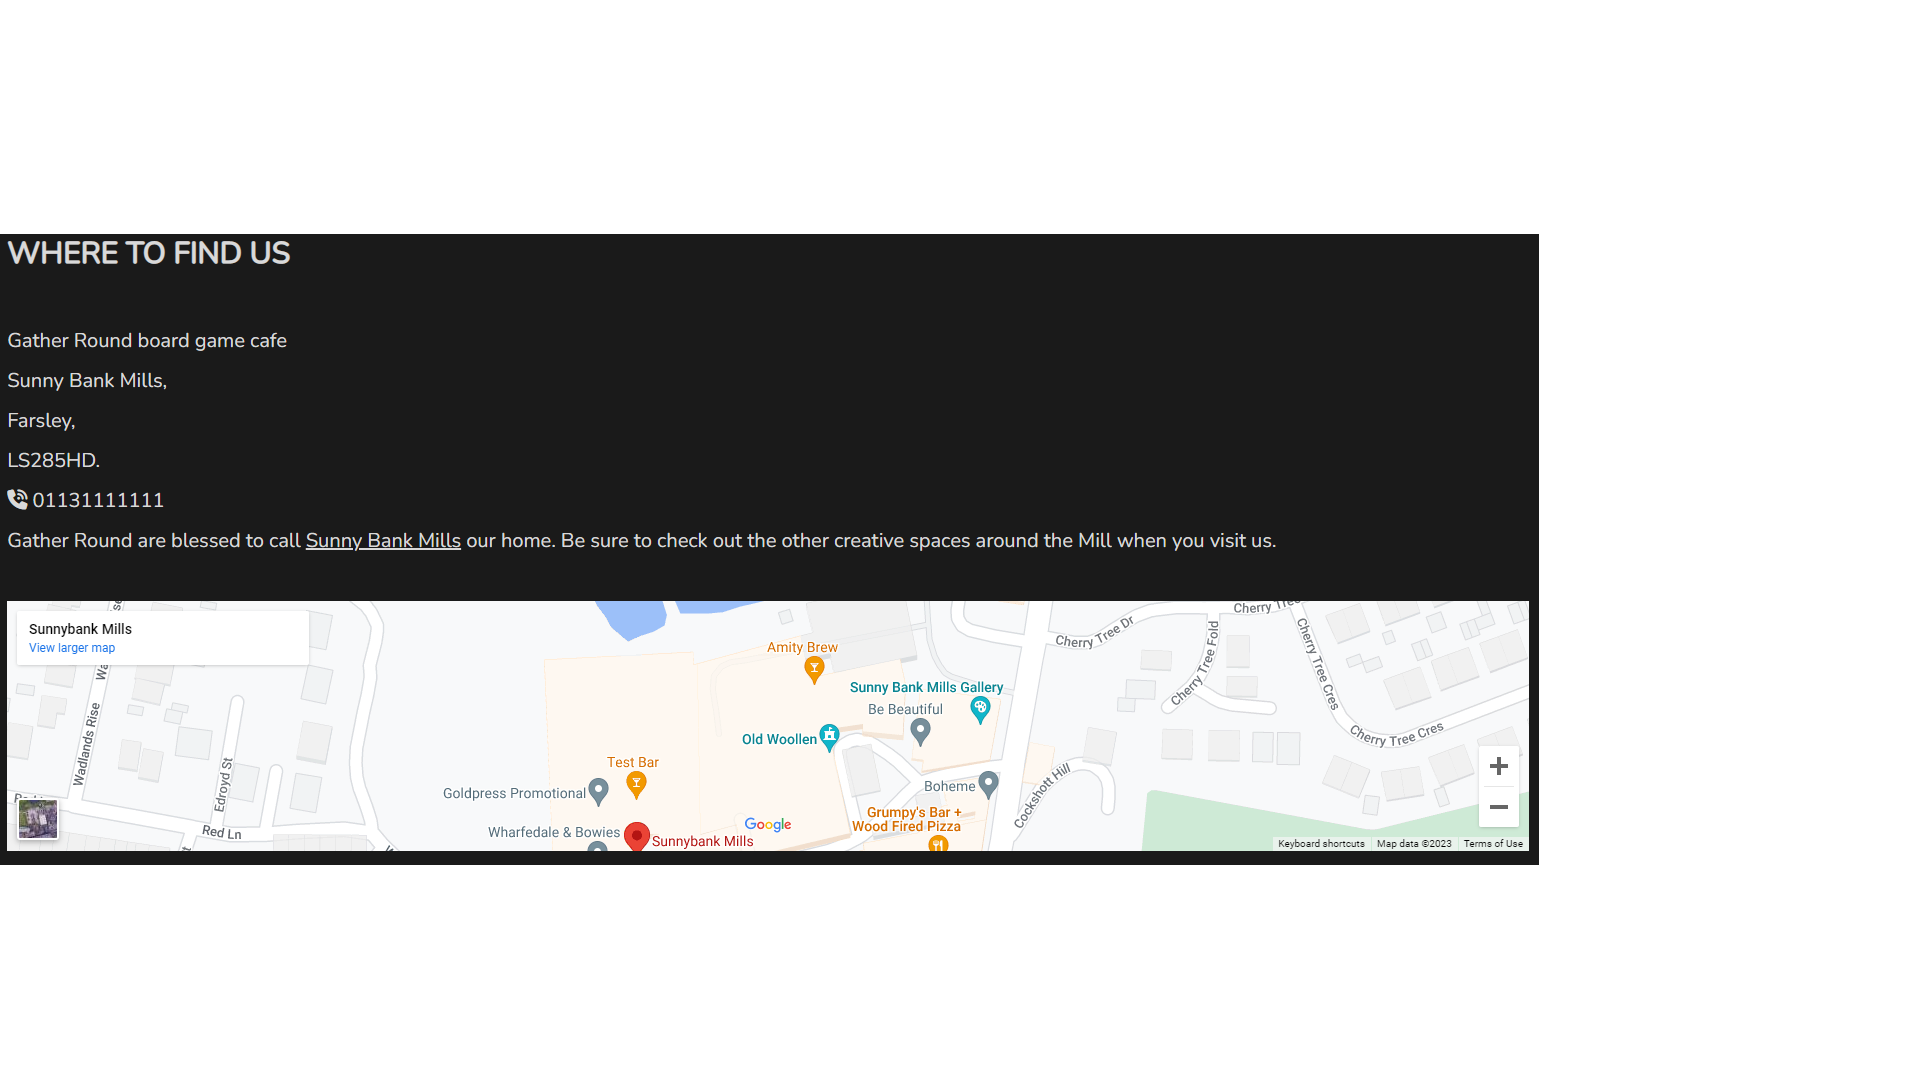 WHERE TO FIND US
Gather Round board game cafe
Sunny Bank Mills,
Farsley,
LS285HD.
01131111111
Gather Round are blessed to call Sunny Bank Mills our home. Be sure to check out the other creative spaces around the Mill when you visit us.
Sunnybank Mills
View larger map
Cherry Tree Dr
Cherry Tree Fold
Cherry Tree Cres
Cherry Tree Cres
Amity Brew
Sunny Bank Mills Gallery
Be Beautiful
Old Woollen
Wadlands Rise
Edroyd St
Test Bar
Goldpress Promotional
Boheme
Cockshott Hill
Grumpy's Bar +
Wood Fired Pizza
Red Ln
Wharfedale & Bowies
Sunnybank Mills
Google
Keyboard shortcuts
Map data ©2023
Terms of Use